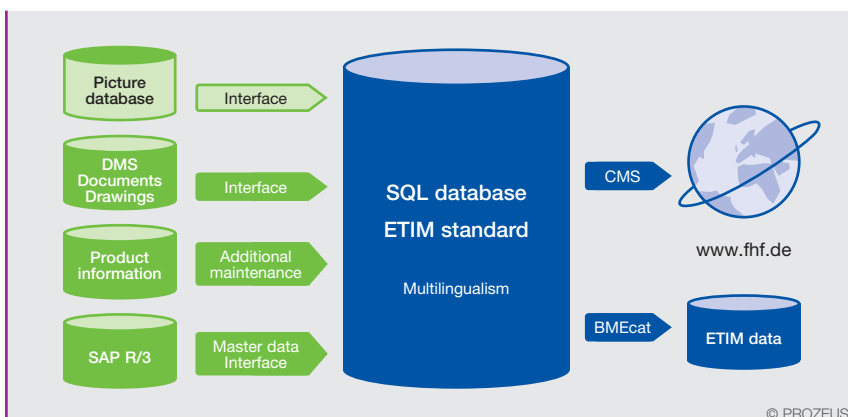 Picture
database
Interface
DMS
Documents
Drawings
Interface
Product
information
Additional
maintenance
SAP R/3
Master data
Interface
SQL database
ETIM standard
Multilingualism
CMS
www.fhf.de
BMEcat
ETIM data
© PROZEUS